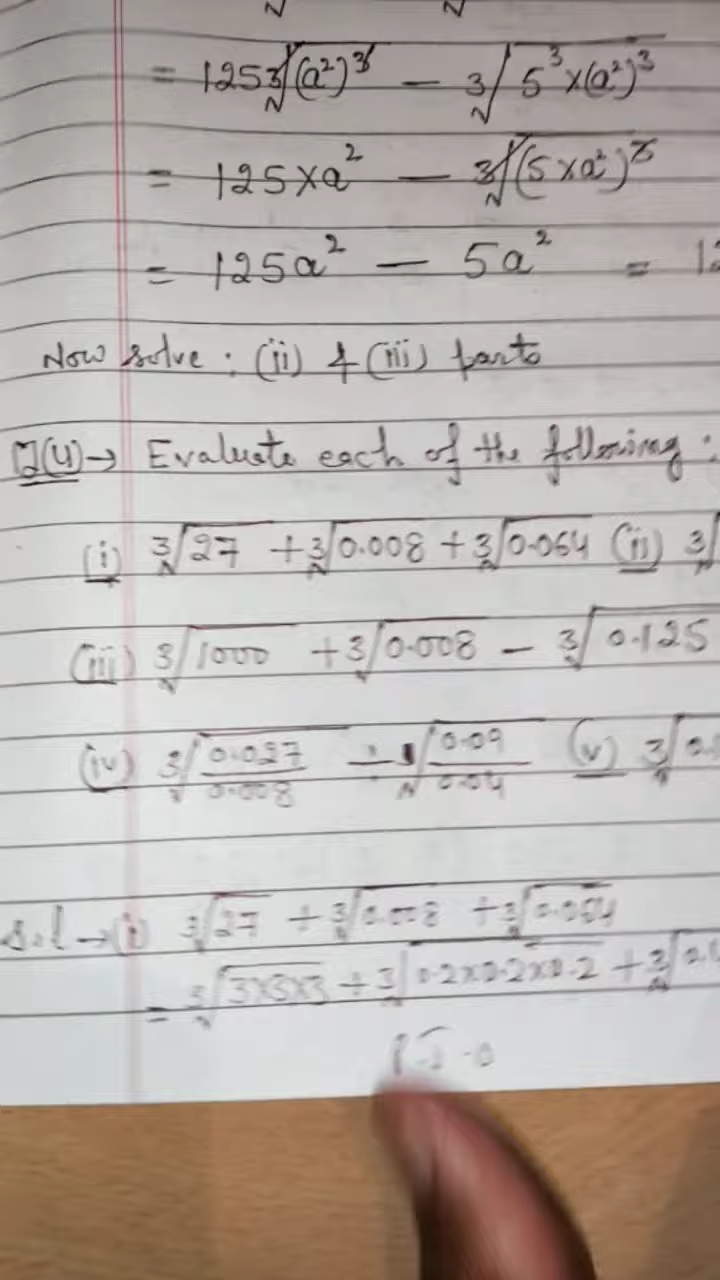 = 125∛(a²)³ − ∛5³×(a²)³
= 125×a² − ∛(5×a²)³
= 125a² − 5a² = 12
Now solve : (ii) & (iii) parts
Q(4)→ Evaluate each of the following :
(i) ∛27 + ∛0.008 + ∛0.064 (ii) ∛
(iii) ∛1000 + ∛0.008 − ∛0.125
(iv) ∛0.027/0.008 ÷ √0.09/0.04 (v) ∛0.
Sol→(i) ∛27 + ∛0.008 + ∛0.064
= ∛3×3×3 + ∛0.2×0.2×0.2 + ∛0.